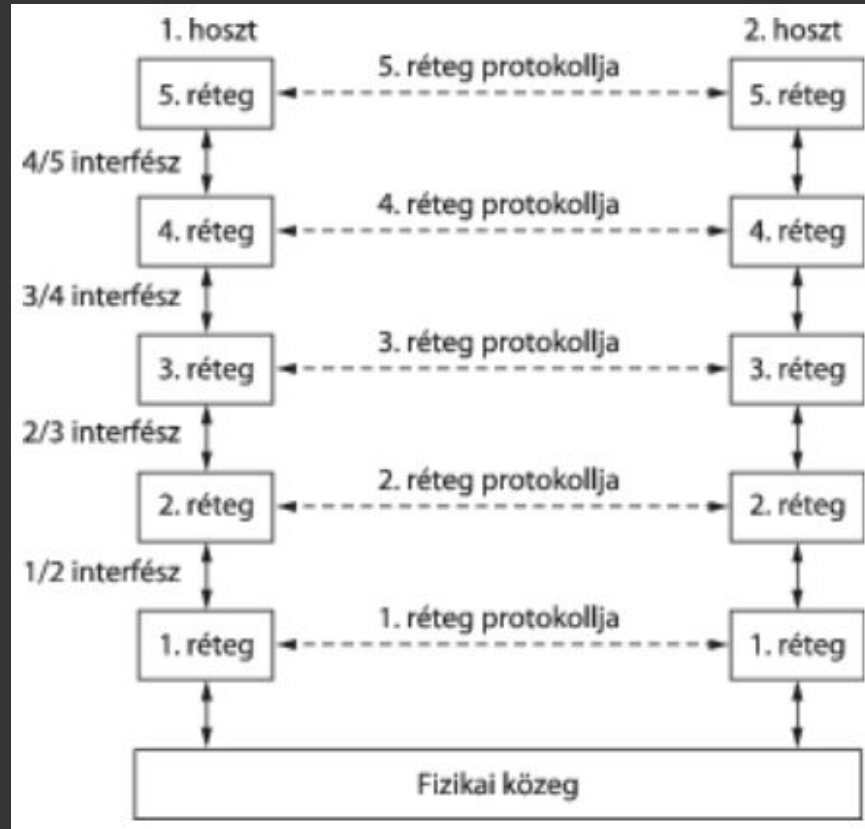 1. hoszt
2. hoszt
5. réteg
5. réteg protokollja
5. réteg
4/5 interfész
4. réteg
4. réteg protokollja
4. réteg
3/4 interfész
3. réteg
3. réteg protokollja
3. réteg
2/3 interfész
2. réteg
2. réteg protokollja
2. réteg
1/2 interfész
1. réteg
1. réteg protokollja
1. réteg
Fizikai közeg